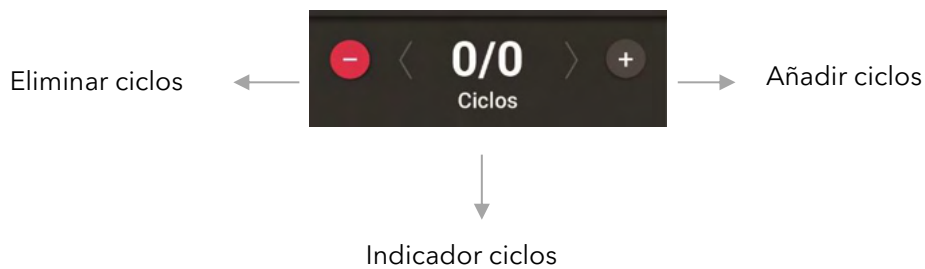 Eliminar ciclos
− 0/0 +
Ciclos
Añadir ciclos
Indicador ciclos